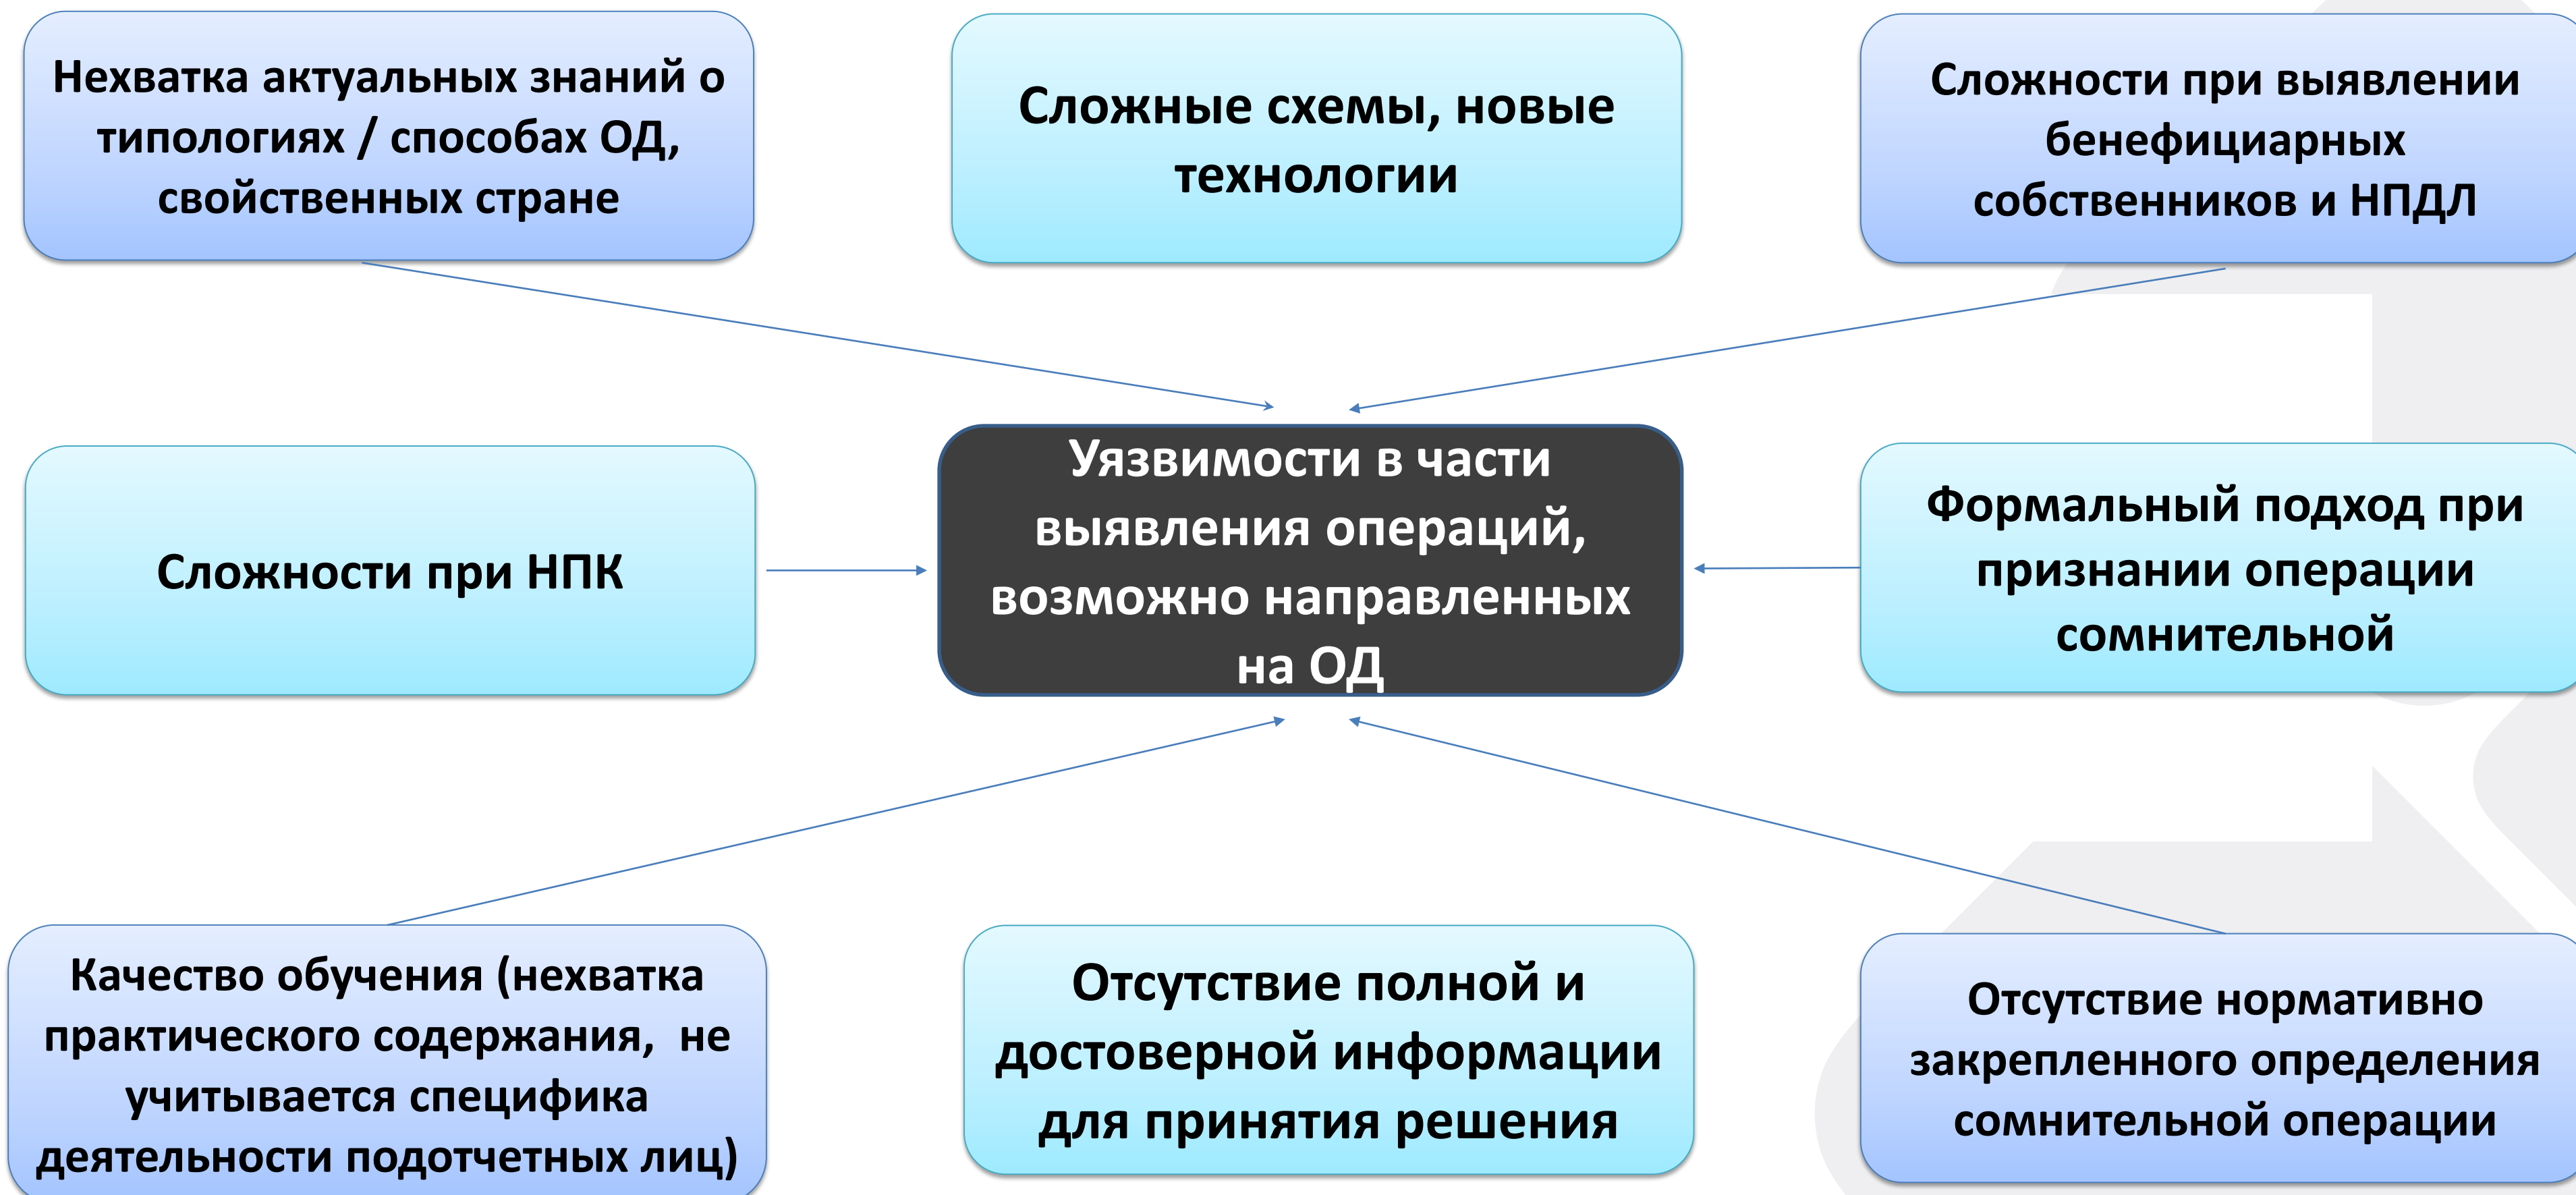 Нехватка актуальных знаний о
типологиях / способах ОД,
свойственных стране
Сложные схемы, новые
технологии
Сложности при выявлении
бенефициарных
собственников и НПДЛ
Сложности при НПК
Уязвимости в части
выявления операций,
возможно направленных
на ОД
Формальный подход при
признании операции
сомнительной
Качество обучения (нехватка
практического содержания,  не
учитывается специфика
деятельности подотчетных лиц)
Отсутствие полной и
достоверной информации
для принятия решения
Отсутствие нормативно
закрепленного определения
сомнительной операции